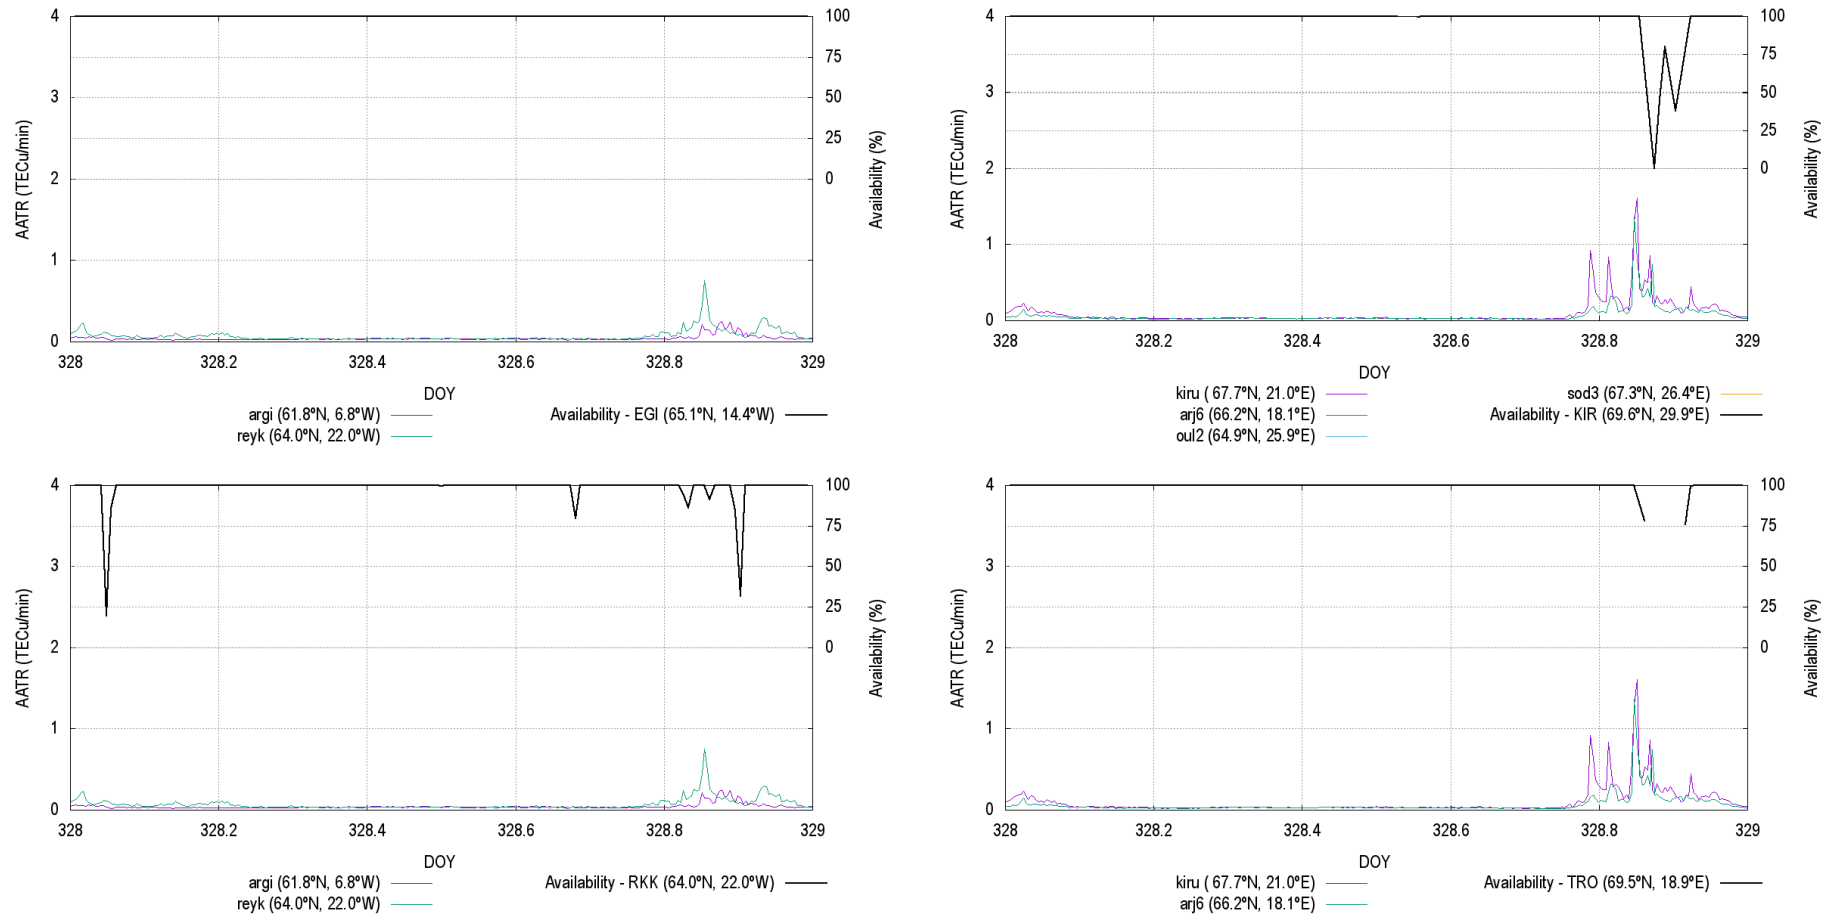 4
3
2
1
0
100
75
50
25
0
AATR (TECu/min)
Availability (%)
328
328.2
328.4
328.6
328.8
329
DOY
argi (61.8ºN, 6.8ºW)
Availability - EGI (65.1ºN, 14.4ºW)
reyk (64.0ºN, 22.0ºW)
4
3
2
1
0
100
75
50
25
0
AATR (TECu/min)
Availability (%)
328
328.2
328.4
328.6
328.8
329
DOY
kiru ( 67.7ºN, 21.0ºE)
sod3 (67.3ºN, 26.4ºE)
arj6 (66.2ºN, 18.1ºE)
Availability - KIR (69.6ºN, 29.9ºE)
oul2 (64.9ºN, 25.9ºE)
4
3
2
1
0
100
75
50
25
0
AATR (TECu/min)
Availability (%)
328
328.2
328.4
328.6
328.8
329
DOY
argi (61.8ºN, 6.8ºW)
Availability - RKK (64.0ºN, 22.0ºW)
reyk (64.0ºN, 22.0ºW)
4
3
2
1
0
100
75
50
25
0
AATR (TECu/min)
Availability (%)
328
328.2
328.4
328.6
328.8
329
DOY
kiru ( 67.7ºN, 21.0ºE)
Availability - TRO (69.5ºN, 18.9ºE)
arj6 (66.2ºN, 18.1ºE)